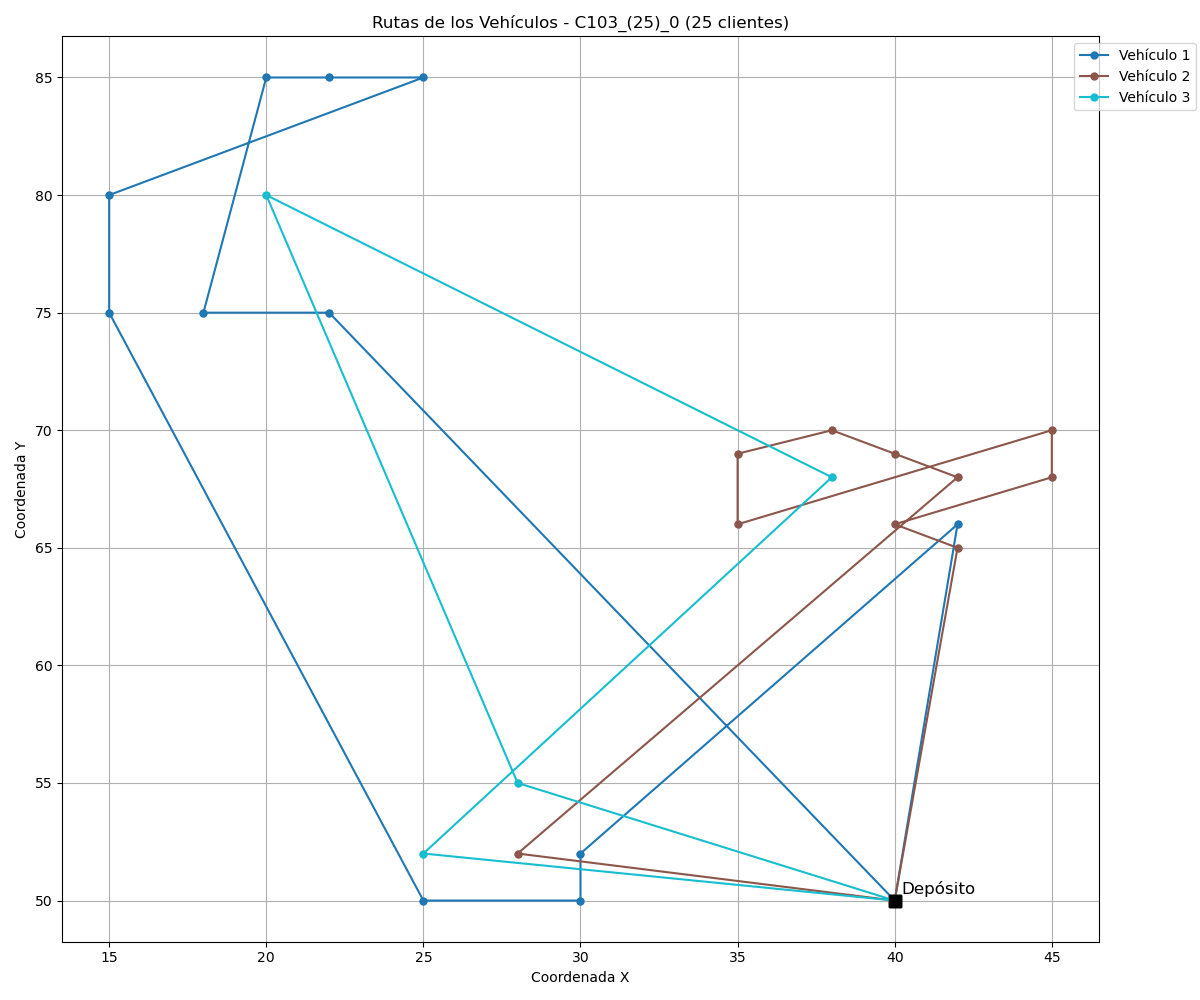 Rutas de los Vehículos - C103_(25)_0 (25 clientes)
Vehículo 1
Vehículo 2
Vehículo 3
85
80
75
70
65
60
55
50
Coordenada Y
Depósito
15
20
25
30
35
40
45
Coordenada X